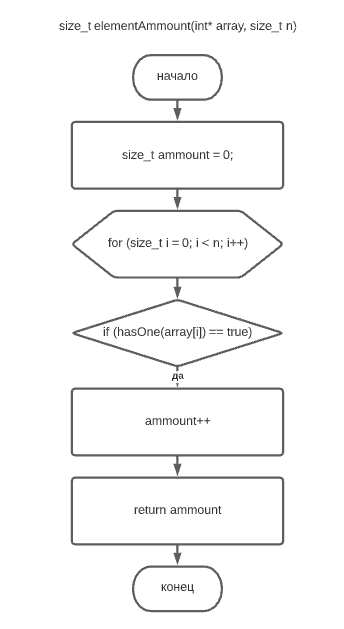 size_t elementAmmount(int* array, size_t n)
начало
size_t ammount = 0;
for (size_t i = 0; i < n; i++)
if (hasOne(array[i]) == true)
да
ammount++
return ammount
конец